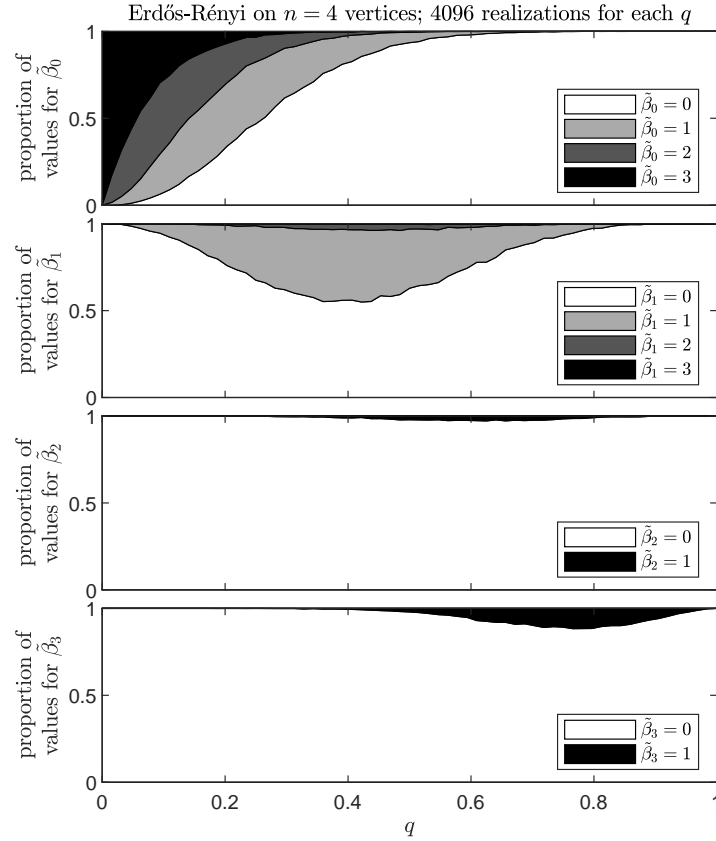 Erdős-Rényi on n = 4 vertices; 4096 realizations for each q
proportion of
values for β̃₀
1
0.5
0
β̃₀ = 0
β̃₀ = 1
β̃₀ = 2
β̃₀ = 3
proportion of
values for β̃₁
1
0.5
0
β̃₁ = 0
β̃₁ = 1
β̃₁ = 2
β̃₁ = 3
proportion of
values for β̃₂
1
0.5
0
β̃₂ = 0
β̃₂ = 1
proportion of
values for β̃₃
1
0.5
0
β̃₃ = 0
β̃₃ = 1
0 0.2 0.4 0.6 0.8 1
q